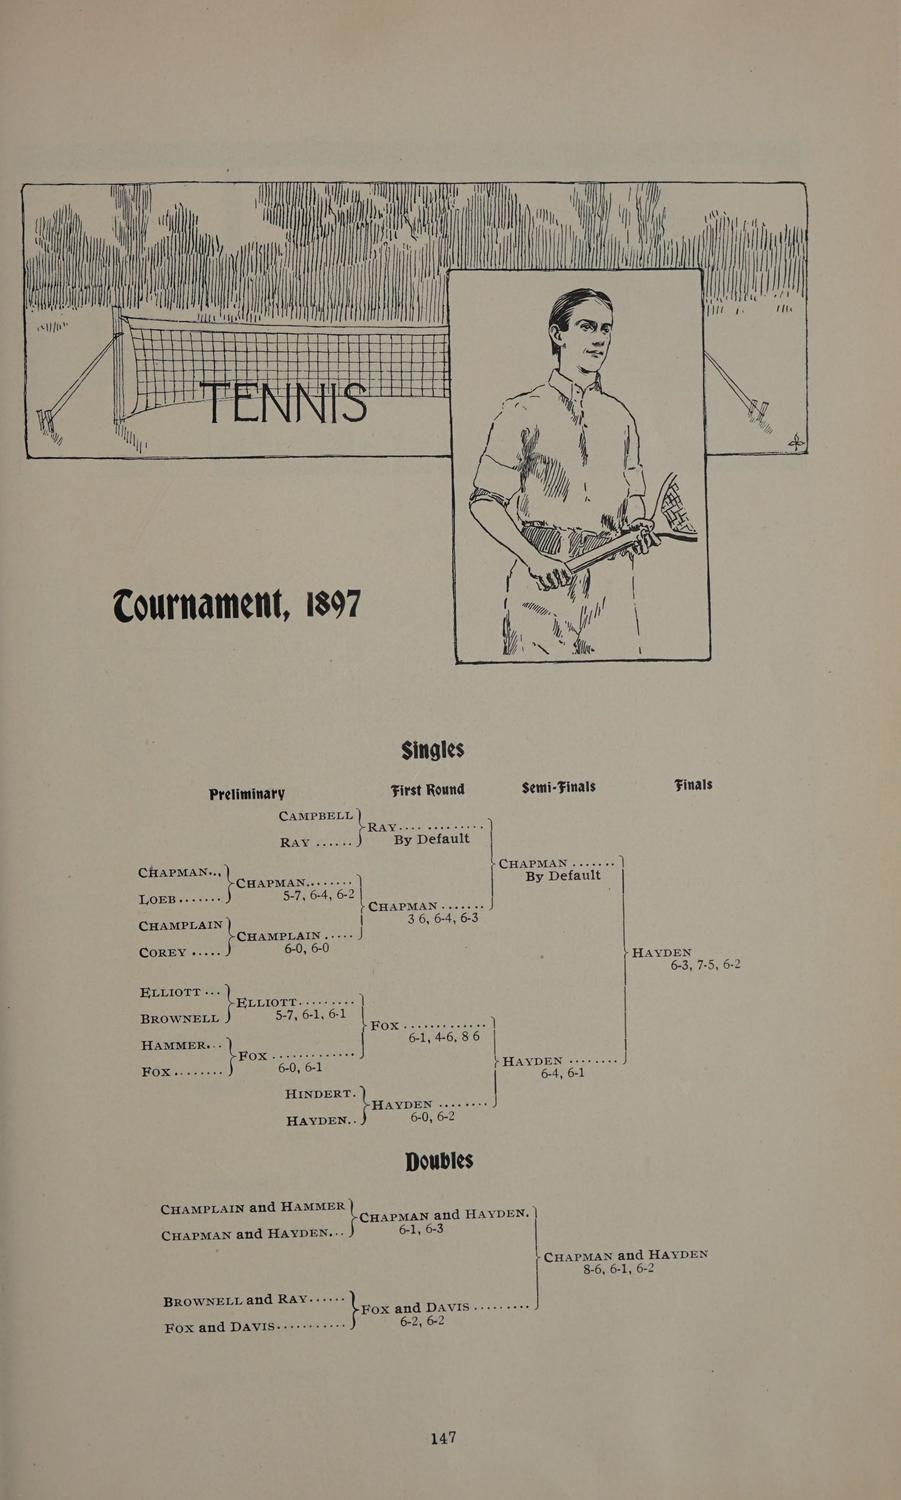 TENNIS
Tournament, 1897
Singles
Preliminary First Round Semi-Finals Finals
CAMPBELL
RAY.... ..........
RAY ...... By Default
CHAPMAN .......
CHAPMAN... By Default
CHAPMAN........
LOEB....... 5-7, 6-4, 6-2
CHAPMAN .......
3 6, 6-4, 6-3
CHAMPLAIN
CHAMPLAIN .....
COREY ..... 6-0, 6-0
HAYDEN
6-3, 7-5, 6-2
ELLIOTT ...
ELLIOTT.........
BROWNELL 5-7, 6-1, 6-1
FOX .............
6-1, 4-6, 8 6
HAMMER...
FOX .............
FOX........ 6-0, 6-1
HAYDEN ........
6-4, 6-1
HINDERT.
HAYDEN ........
HAYDEN.. 6-0, 6-2
Doubles
CHAMPLAIN and HAMMER
CHAPMAN and HAYDEN.
CHAPMAN and HAYDEN... 6-1, 6-3
CHAPMAN and HAYDEN
8-6, 6-1, 6-2
BROWNELL and RAY......
FOX and DAVIS.........
FOX and DAVIS........... 6-2, 6-2
147